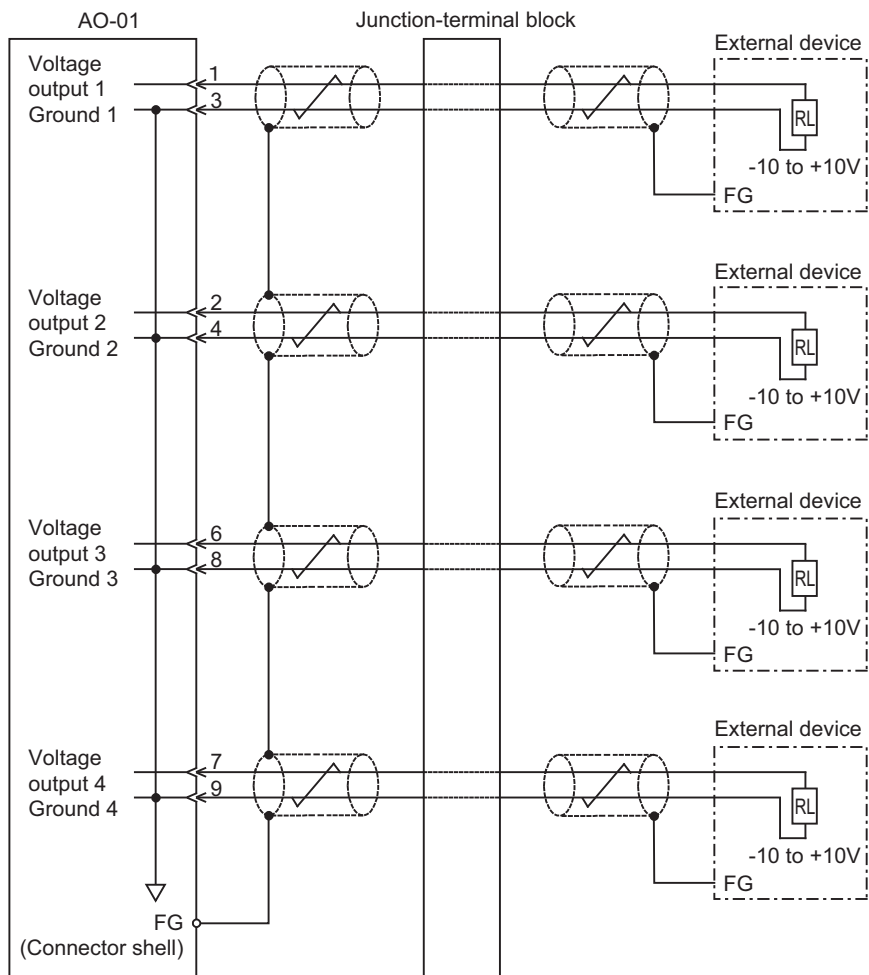 AO-01
Junction-terminal block
External device
Voltage
output 1
Ground 1
1
3
RL
-10 to +10V
FG
External device
Voltage
output 2
Ground 2
2
4
RL
-10 to +10V
FG
External device
Voltage
output 3
Ground 3
6
8
RL
-10 to +10V
FG
External device
Voltage
output 4
Ground 4
7
9
RL
-10 to +10V
FG
FG
(Connector shell)